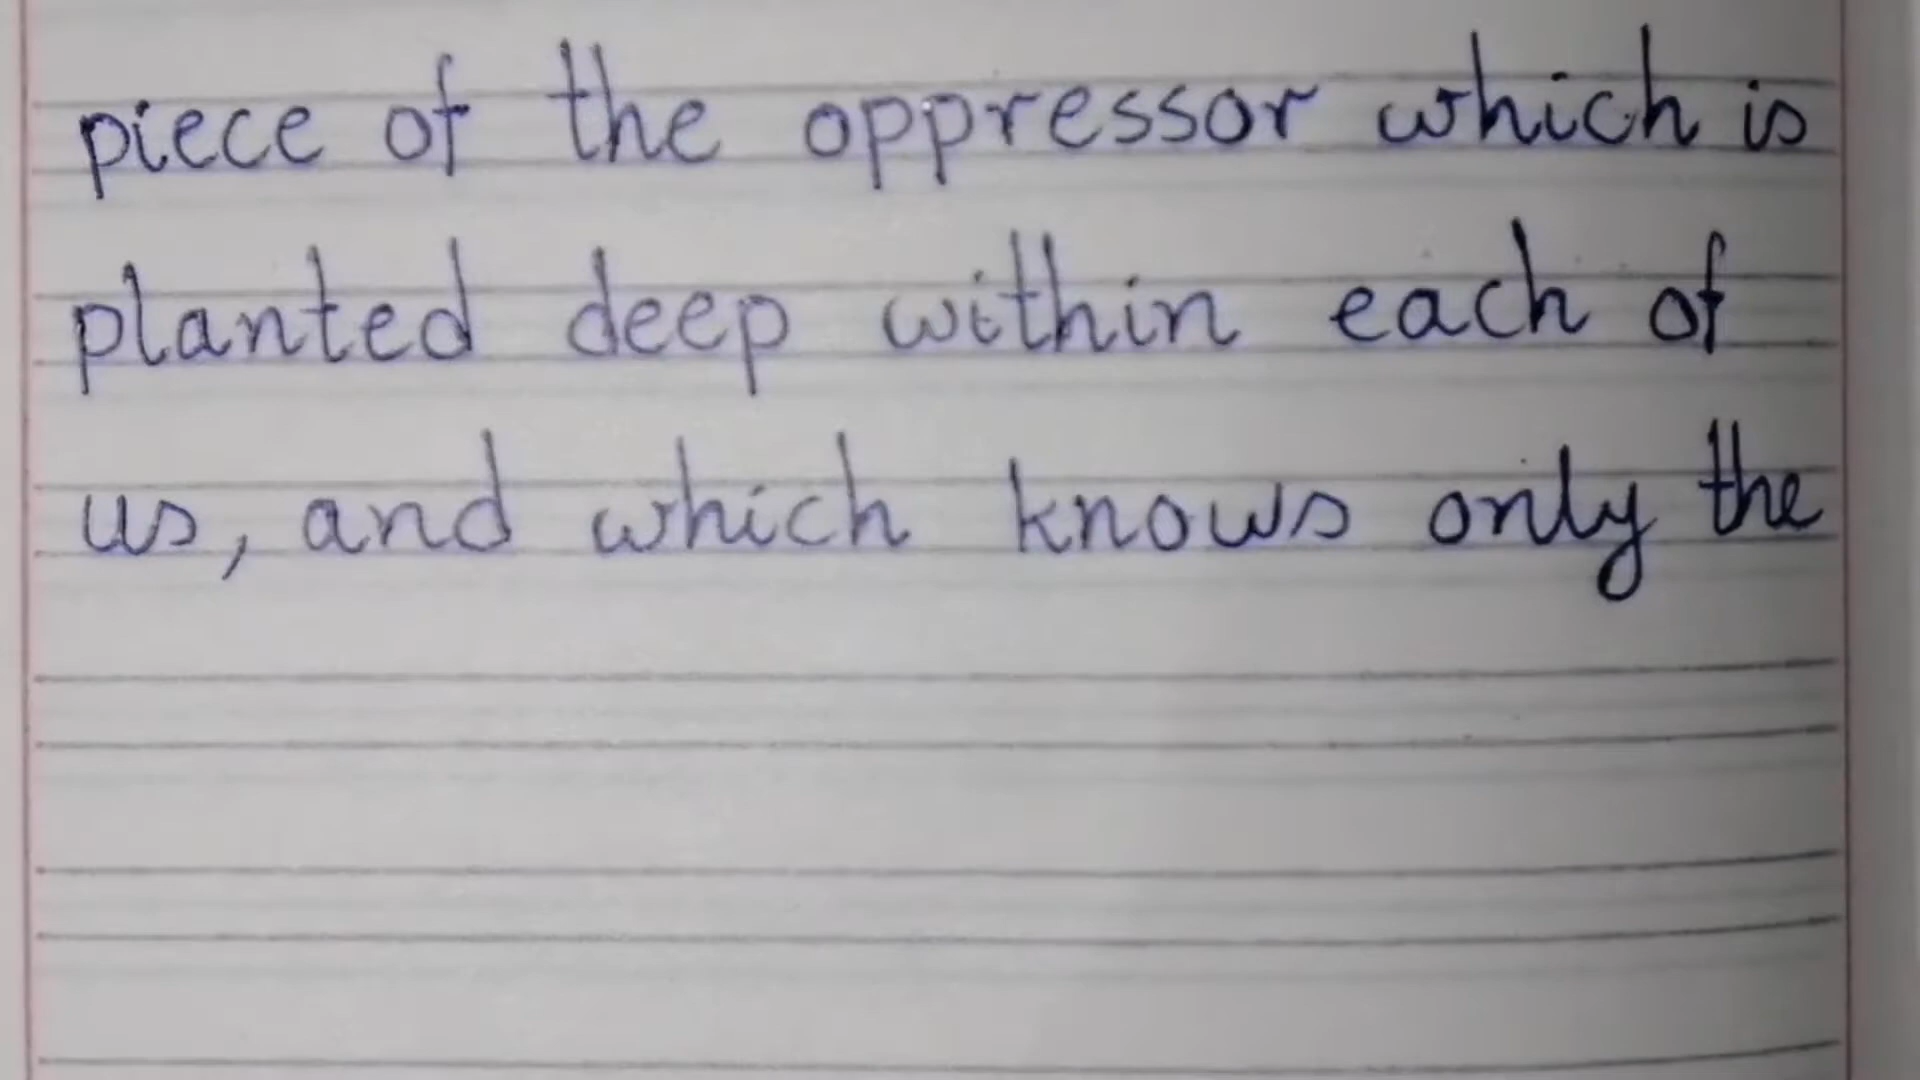 piece of the oppressor which is
planted deep within each of
us, and which knows only the